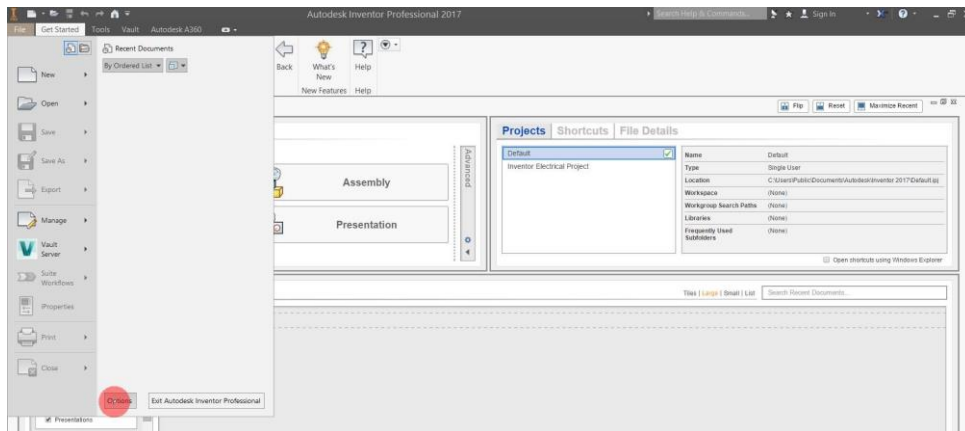 Autodesk Inventor Professional 2017
Search Help & Commands...
Sign In
File
Get Started
Tools
Vault
Autodesk A360
Recent Documents
By Ordered List
New
Open
Save
Save As
Export
Manage
Vault
Server
Suite
Workflows
iProperties
Print
Close
Options
Exit Autodesk Inventor Professional
Back
What's
New
Help
New Features
Help
Flip
Reset
Maximize Recent
Advanced
Assembly
Presentation
Projects
Shortcuts
File Details
Default
Inventor Electrical Project
Name Default
Type Single User
Location C:\Users\Public\Documents\Autodesk\Inventor 2017\Default.ipj
Workspace (None)
Workgroup Search Paths (None)
Libraries (None)
Frequently Used (None)
Subfolders
Open shortcuts using Windows Explorer
Tiles | Large | Small | List
Search Recent Documents...
Presentations